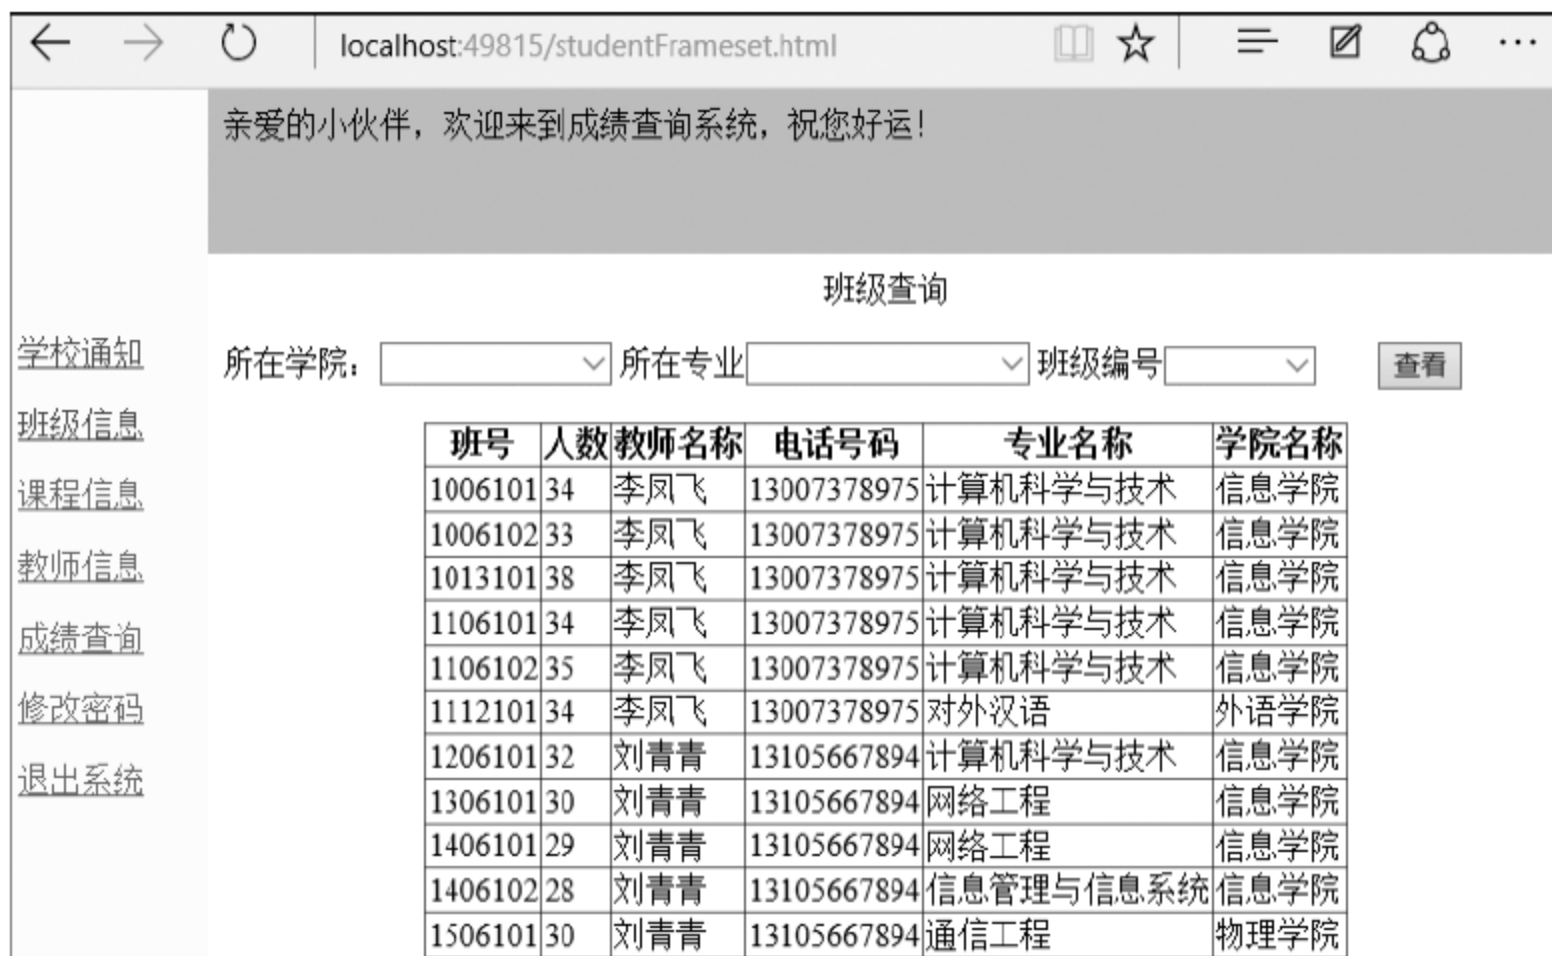 localhost:49815/studentFrameset.html
亲爱的小伙伴，欢迎来到成绩查询系统，祝您好运！
班级查询
学校通知
班级信息
课程信息
教师信息
成绩查询
修改密码
退出系统
所在学院： 所在专业 班级编号 查看
班号 人数 教师名称 电话号码 专业名称 学院名称
1006101 34 李凤飞 13007378975 计算机科学与技术 信息学院
1006102 33 李凤飞 13007378975 计算机科学与技术 信息学院
1013101 38 李凤飞 13007378975 计算机科学与技术 信息学院
1106101 34 李凤飞 13007378975 计算机科学与技术 信息学院
1106102 35 李凤飞 13007378975 计算机科学与技术 信息学院
1112101 34 李凤飞 13007378975 对外汉语 外语学院
1206101 32 刘青青 13105667894 计算机科学与技术 信息学院
1306101 30 刘青青 13105667894 网络工程 信息学院
1406101 29 刘青青 13105667894 网络工程 信息学院
1406102 28 刘青青 13105667894 信息管理与信息系统 信息学院
1506101 30 刘青青 13105667894 通信工程 物理学院